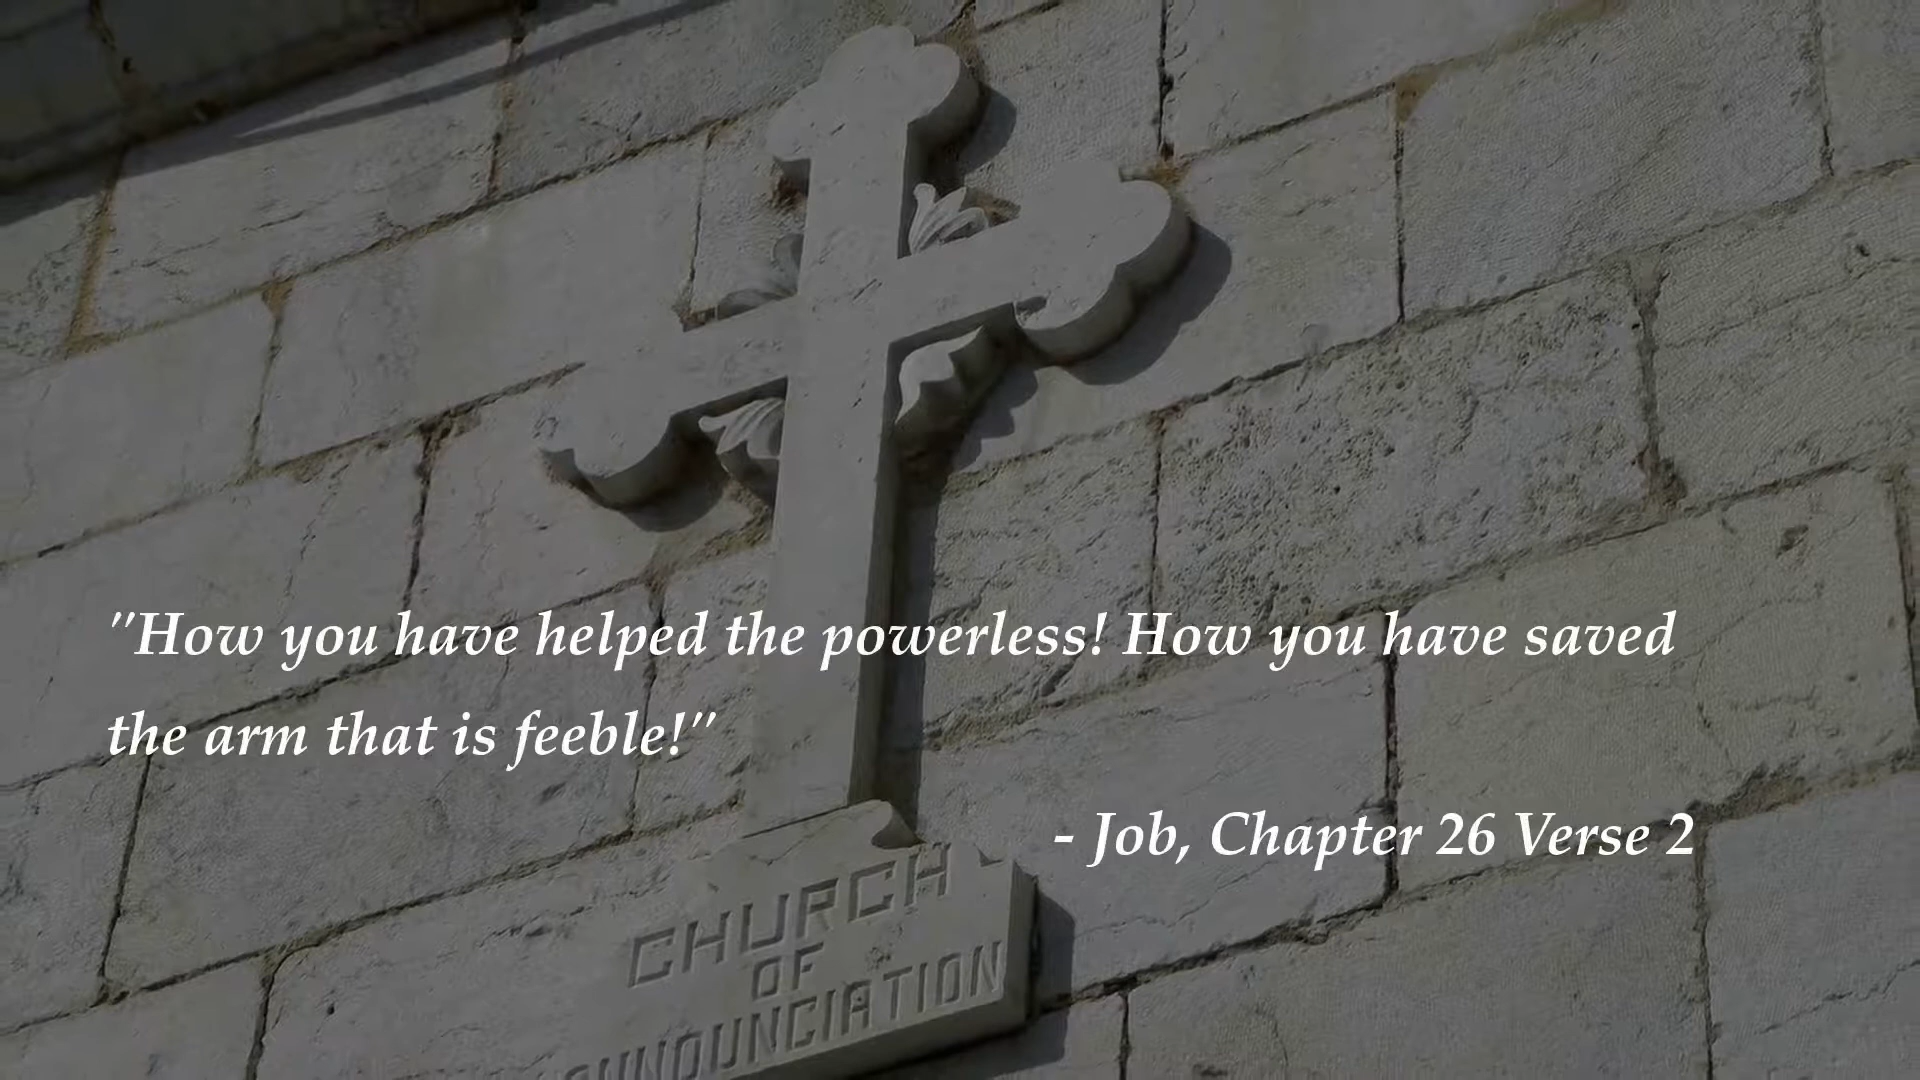 "How you have helped the powerless! How you have saved
the arm that is feeble!"
- Job, Chapter 26 Verse 2
CHURCH
OF
ANNOUNCIATION